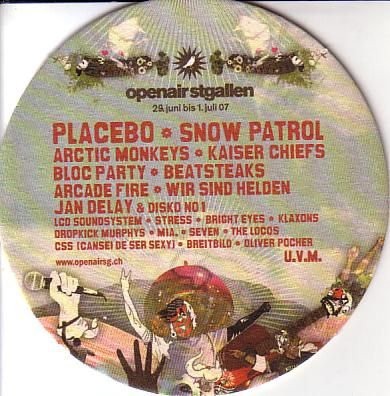 openair stgallen
29. juni bis 1. juli 07
PLACEBO * SNOW PATROL
ARCTIC MONKEYS * KAISER CHIEFS
BLOC PARTY * BEATSTEAKS
ARCADE FIRE * WIR SIND HELDEN
JAN DELAY & DISKO NO 1
LCD SOUNDSYSTEM • STRESS • BRIGHT EYES • KLAXONS
DROPKICK MURPHYS • MIA. • SEVEN • THE LOCOS
CSS (CANSEI DE SER SEXY) • BREITBILD • OLIVER POCHER
www.openairsg.ch U.V.M.